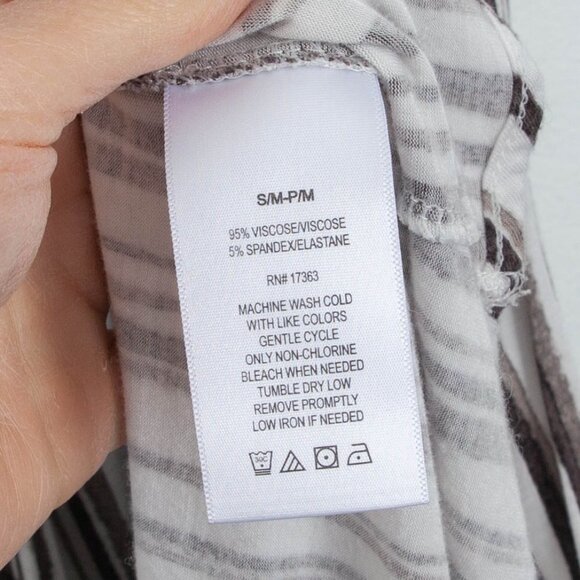 S/M-P/M
95% VISCOSE/VISCOSE
5% SPANDEX/ELASTANE
RN# 17363
MACHINE WASH COLD
WITH LIKE COLORS
GENTLE CYCLE
ONLY NON-CHLORINE
BLEACH WHEN NEEDED
TUMBLE DRY LOW
REMOVE PROMPTLY
LOW IRON IF NEEDED
30C